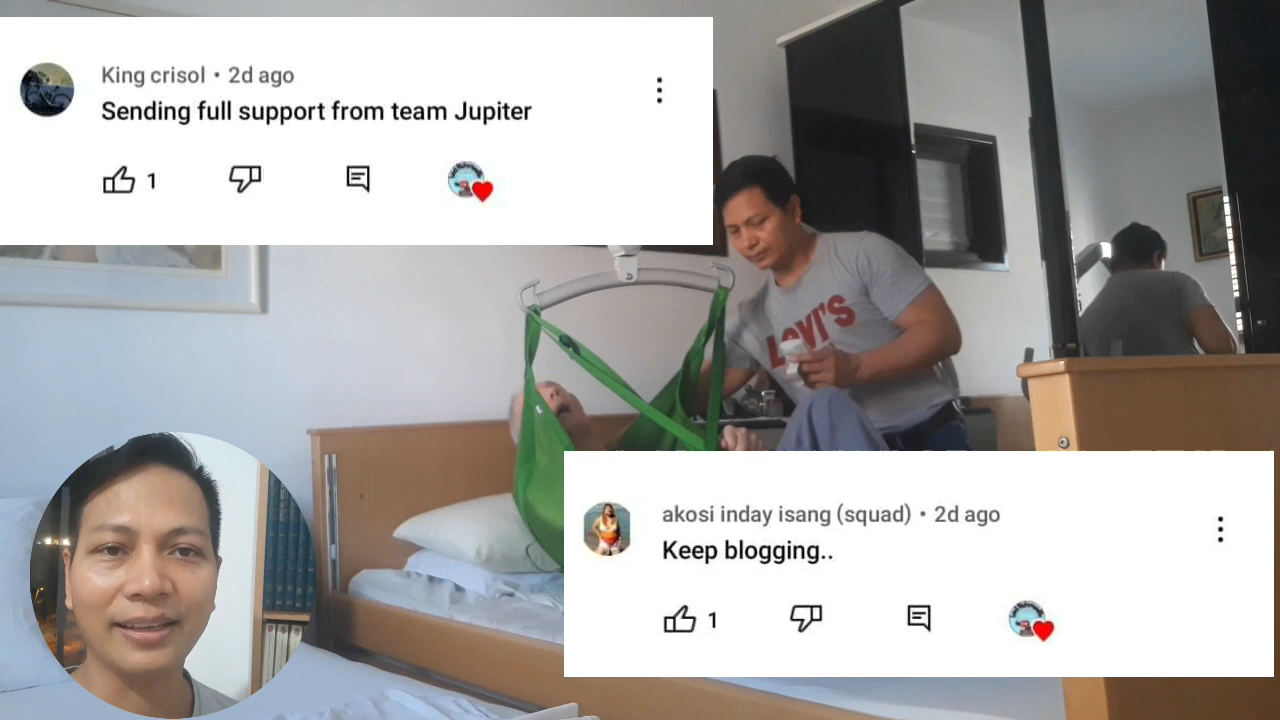 King crisol • 2d ago
Sending full support from team Jupiter
1
LEVI'S
akosi inday isang (squad) • 2d ago
Keep blogging..
1